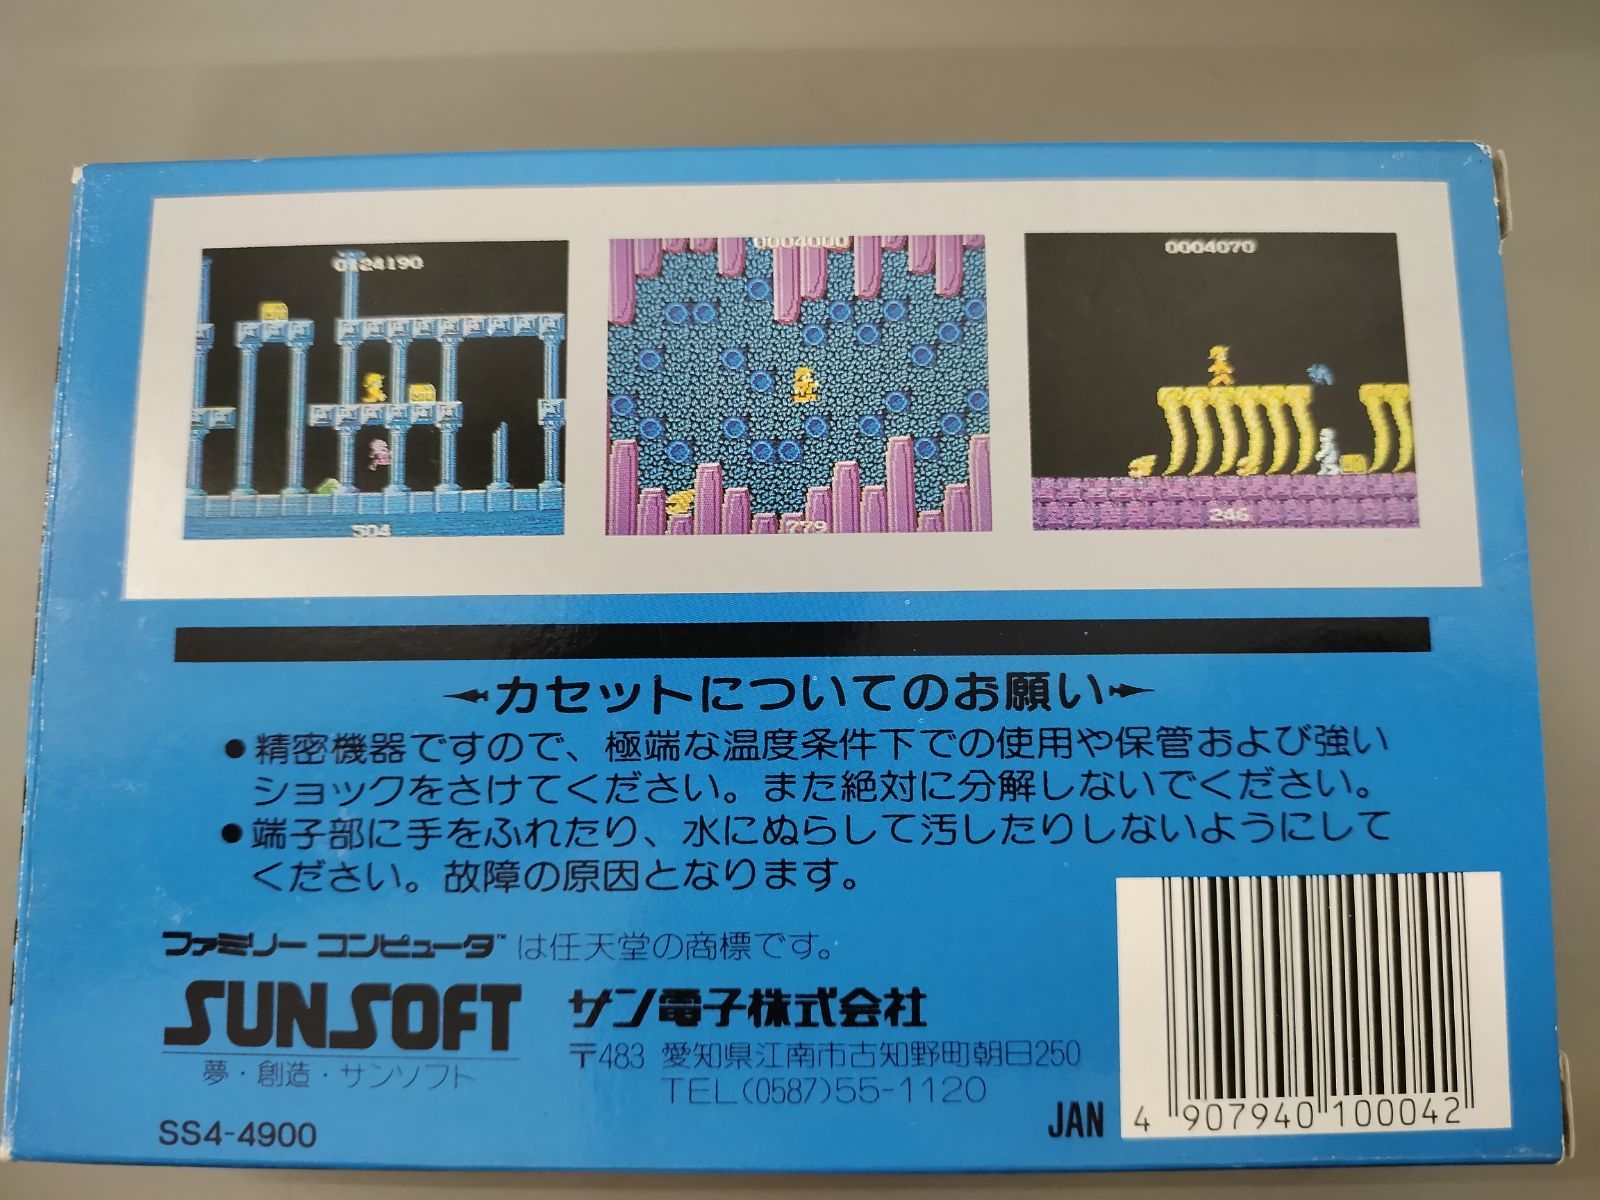 0124190
0004000
0004070
304
779
246
カセットについてのお願い
●精密機器ですので、極端な温度条件下での使用や保管および強い
ショックをさけてください。また絶対に分解しないでください。
●端子部に手をふれたり、水にぬらして汚したりしないようにして
ください。故障の原因となります。
ファミリー コンピュータ™は任天堂の商標です。
SUNSOFT
夢・創造・サンソフト
サン電子株式会社
〒483 愛知県江南市古知野町朝日250
TEL(0587)55-1120
SS4-4900
JAN
4 907940 100042